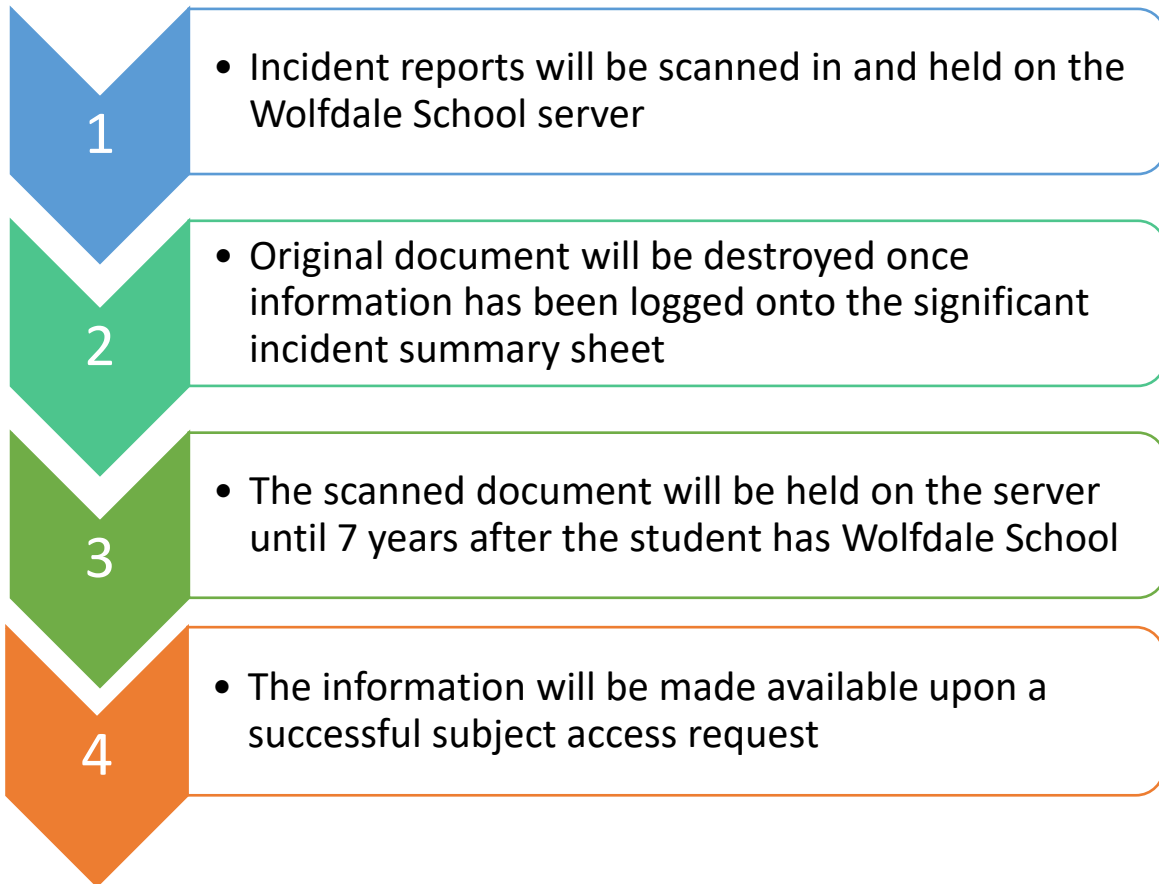 1
• Incident reports will be scanned in and held on the
Wolfdale School server
2
• Original document will be destroyed once
information has been logged onto the significant
incident summary sheet
3
• The scanned document will be held on the server
until 7 years after the student has Wolfdale School
4
• The information will be made available upon a
successful subject access request